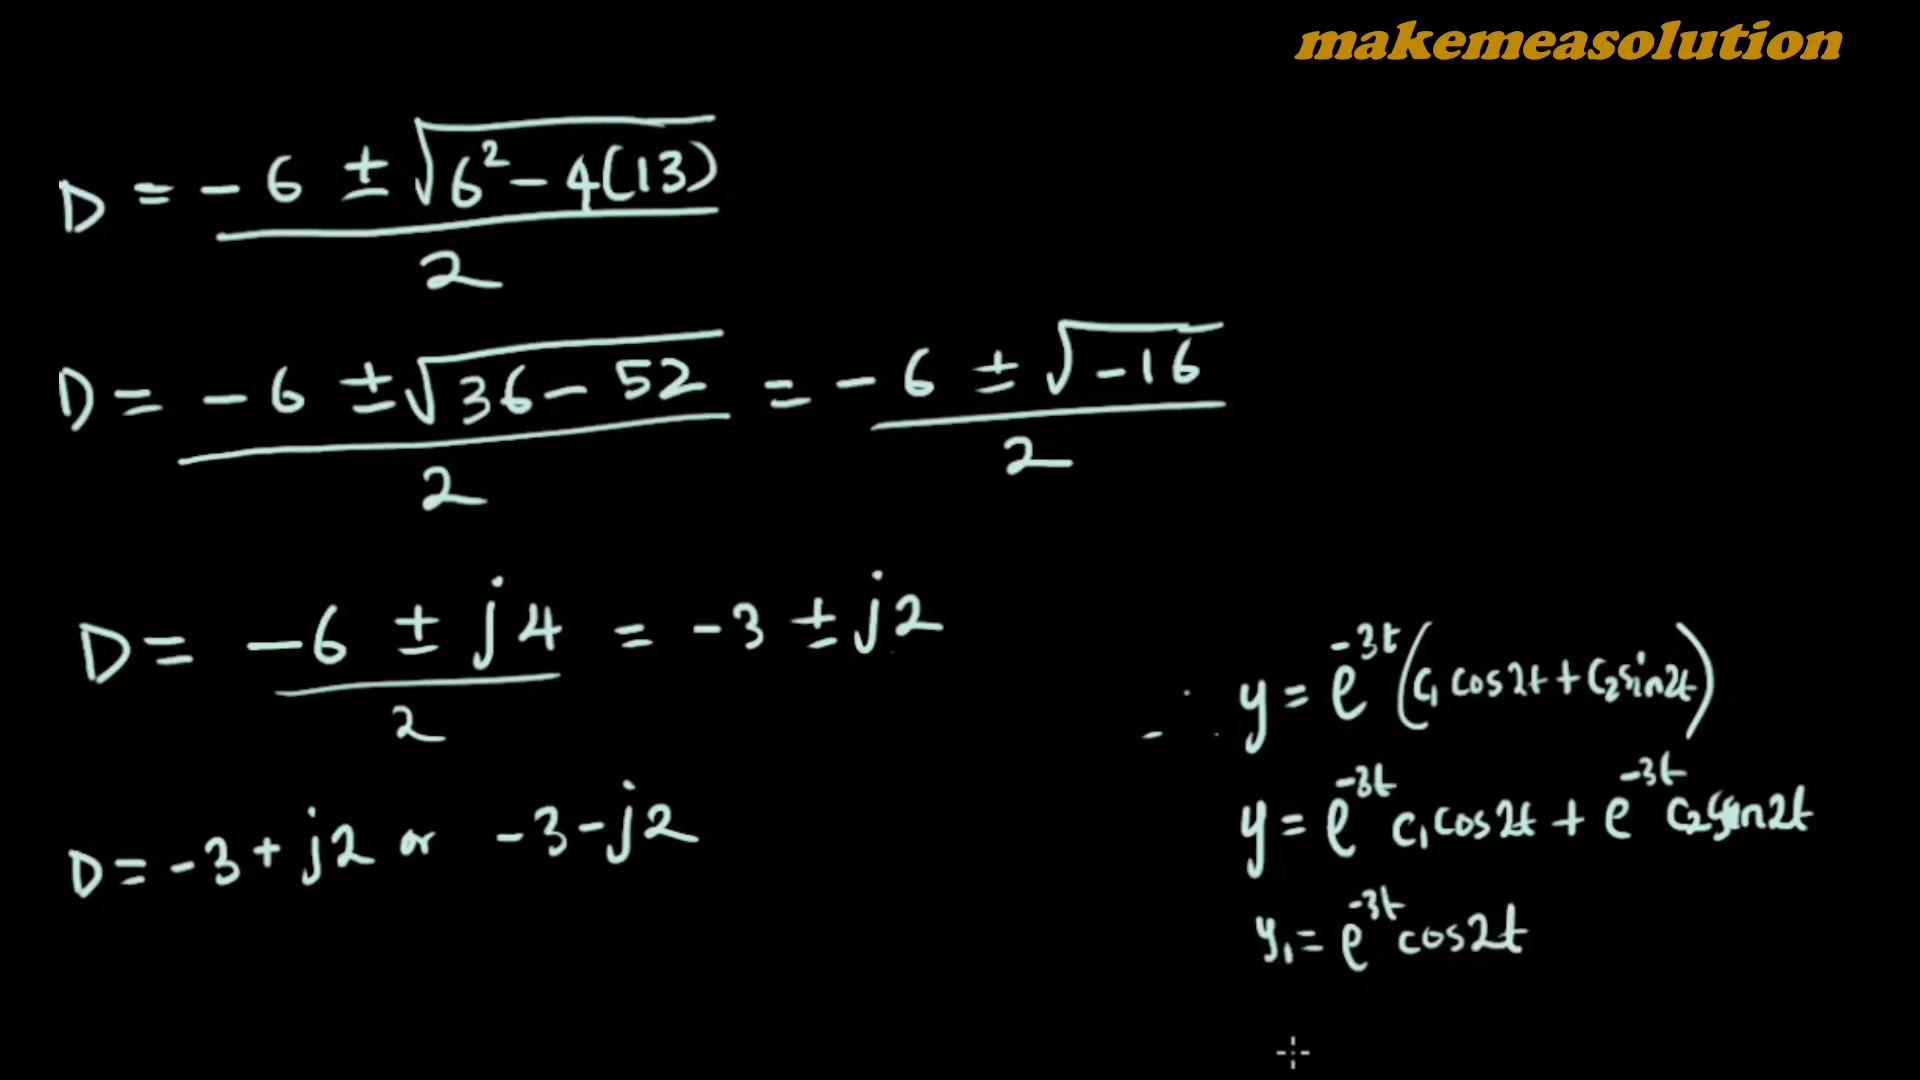 makemeasolution
D = -6 ± √(6² - 4(13)) / 2
D = -6 ± √(36 - 52) / 2 = -6 ± √(-16) / 2
D = -6 ± j4 / 2 = -3 ± j2
D = -3 + j2 or -3 - j2
∴ y = e^(-3t) (c₁ cos2t + c₂ sin2t)
y = e^(-3t) c₁ cos2t + e^(-3t) c₂ sin2t
y₁ = e^(-3t) cos2t